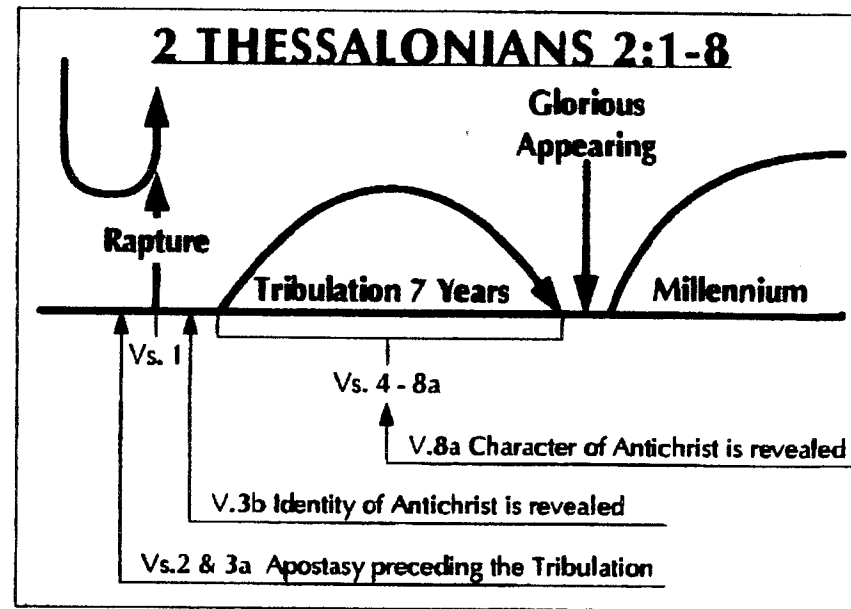 2 THESSALONIANS 2:1-8
Glorious
Appearing
Rapture
Tribulation 7 Years
Millennium
Vs. 1
Vs. 4 - 8a
V.8a Character of Antichrist is revealed
V.3b Identity of Antichrist is revealed
Vs.2 & 3a Apostasy preceding the Tribulation